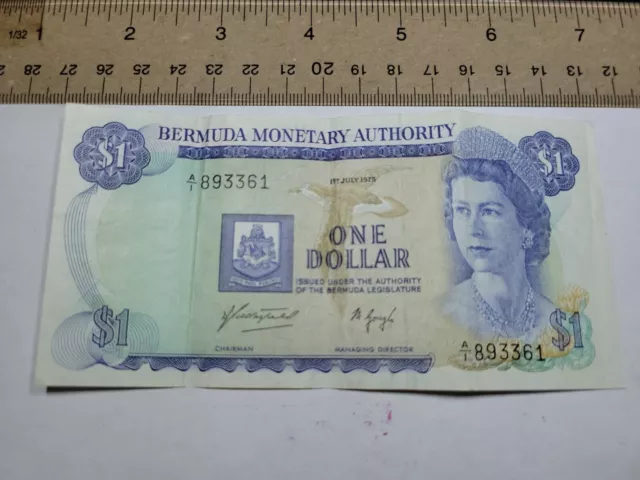 1/32 1 2 3 4 5 6 7
28 27 26 25 24 23 22 21 20 19 18 17 16 15 14 13 12
BERMUDA MONETARY AUTHORITY
$1 $1
A/1 893361
1ST JULY 1975
ONE
DOLLAR
ISSUED UNDER THE AUTHORITY
OF THE BERMUDA LEGISLATURE
CHAIRMAN MANAGING DIRECTOR
$1 $1
A/1 893361